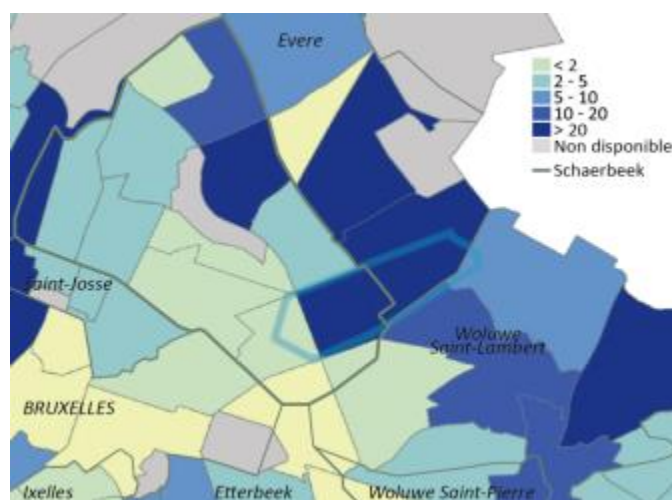 Evere
< 2
2 - 5
5 - 10
10 - 20
> 20
Non disponible
Schaerbeek
Saint-Josse
Woluwe
Saint-Lambert
BRUXELLES
Ixelles
Etterbeek
Woluwe Saint-Pierre